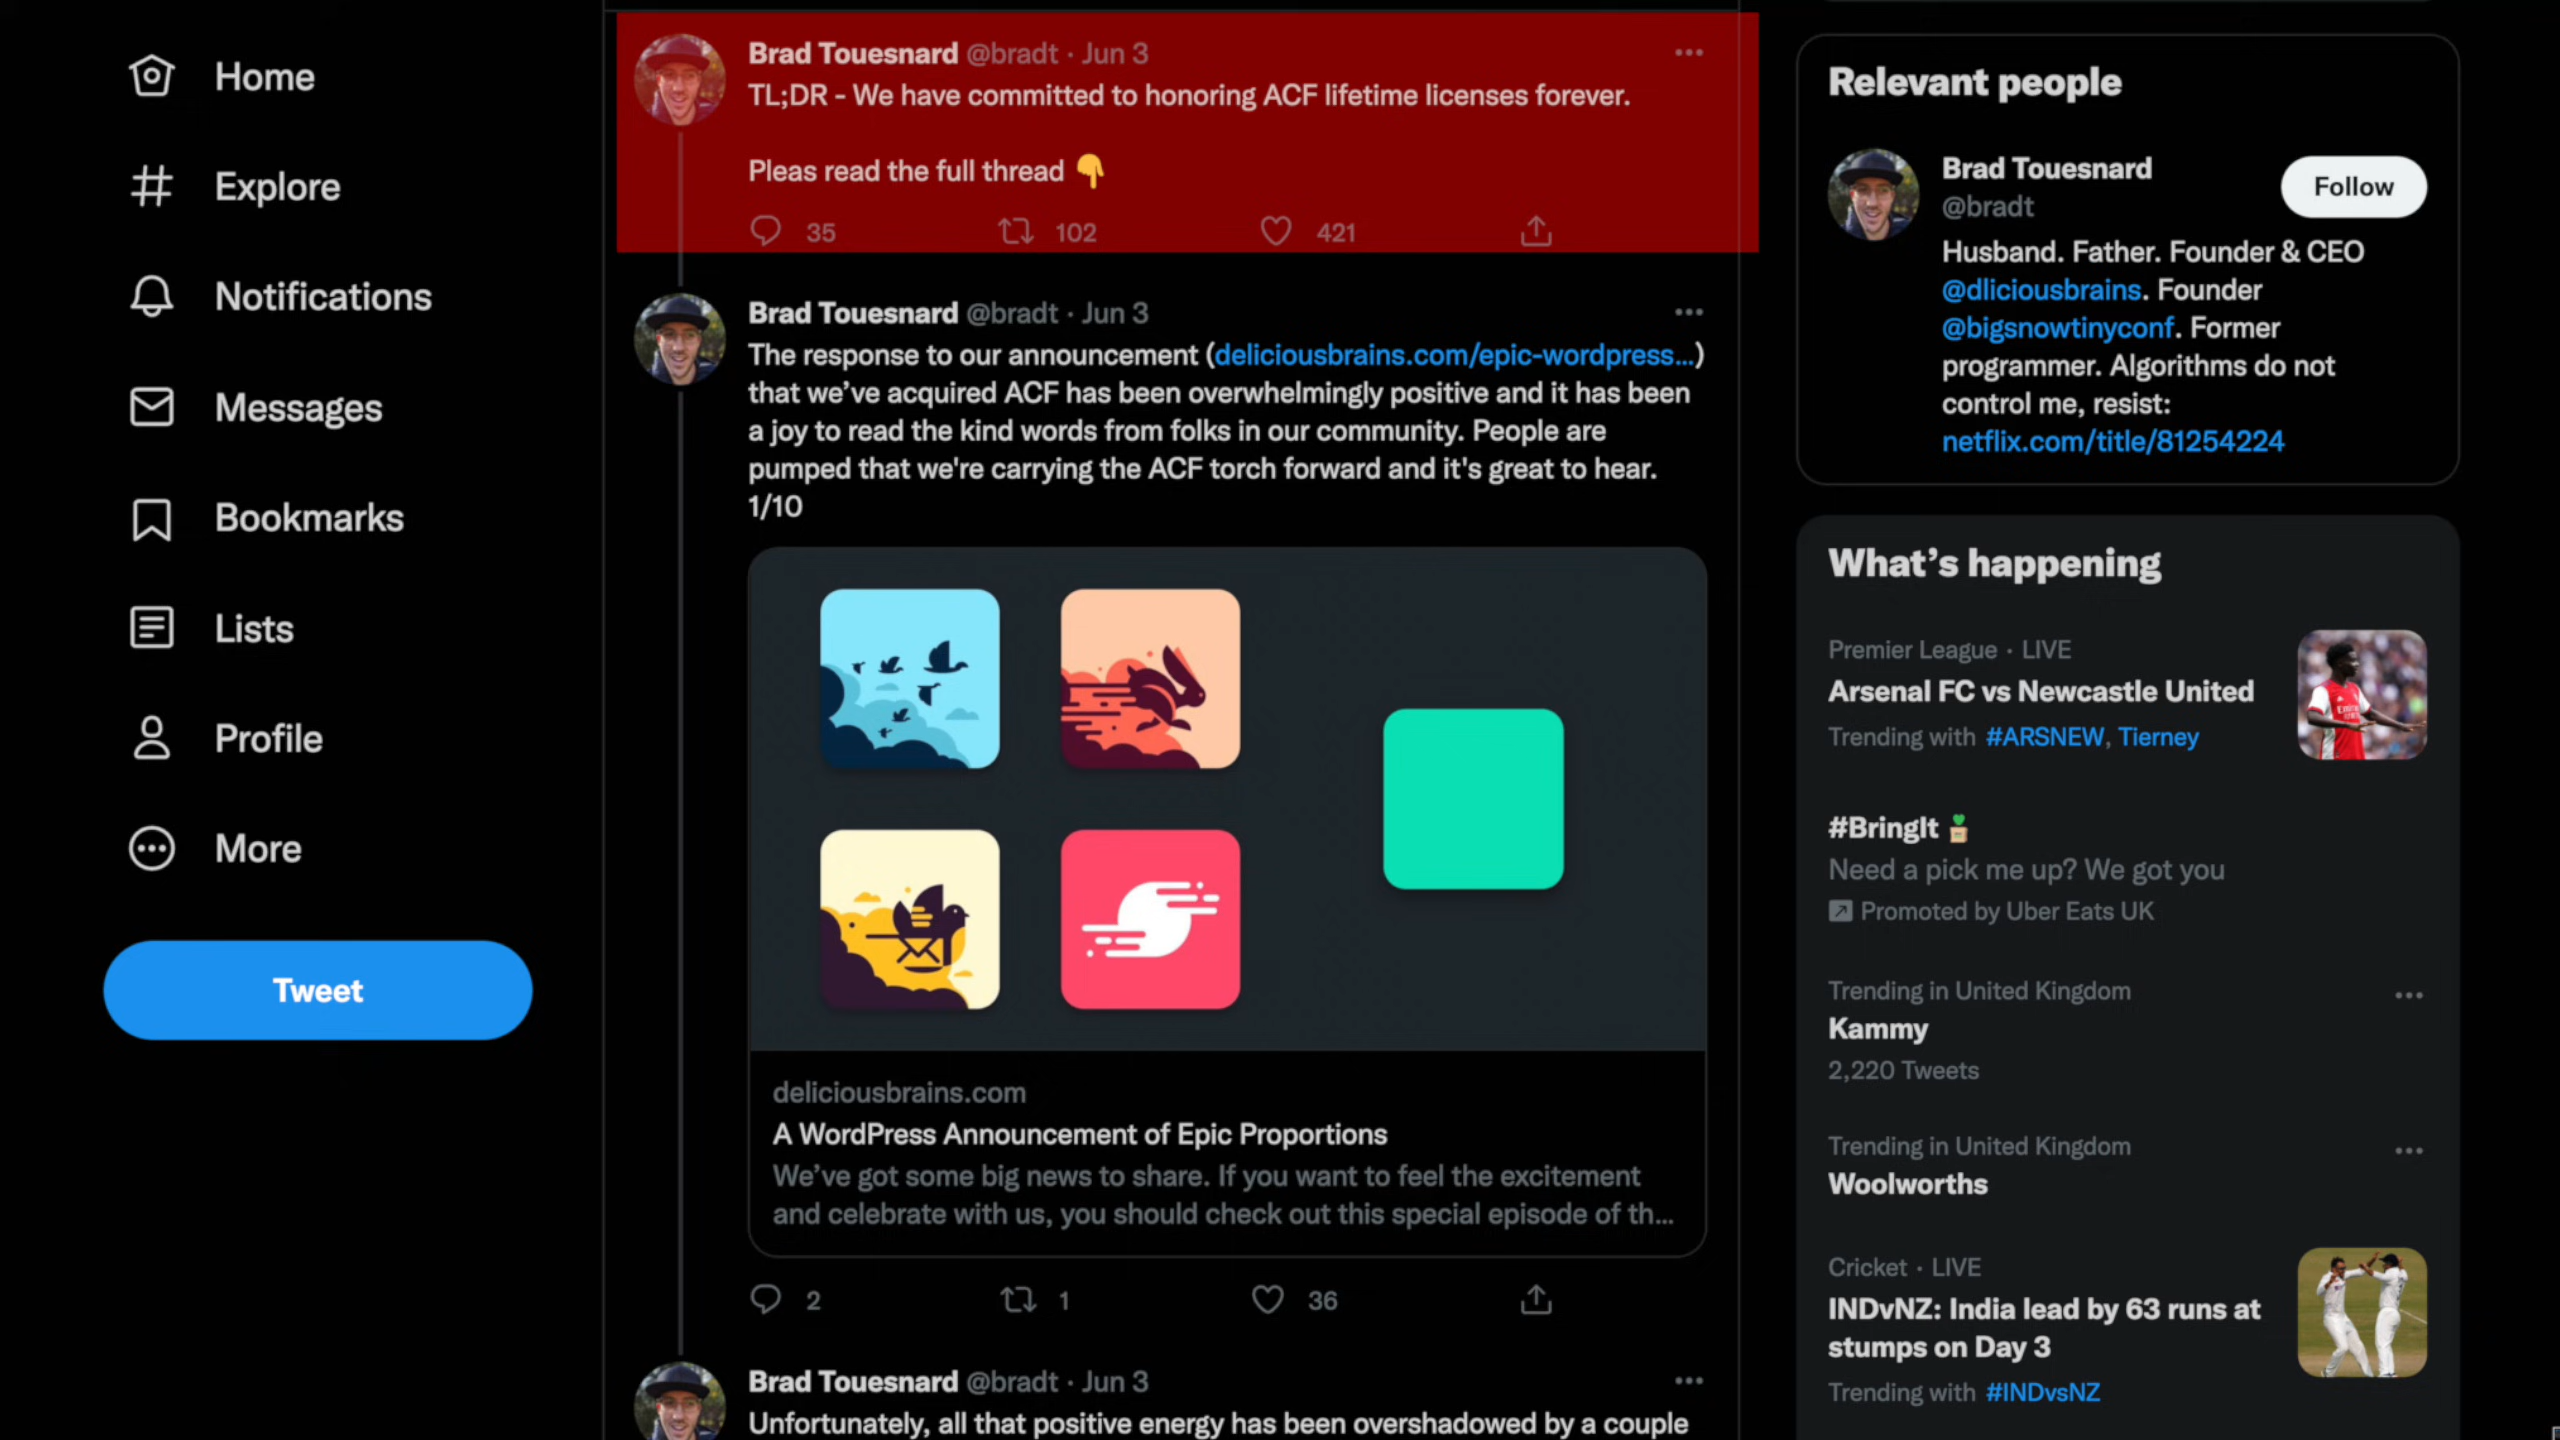 Home
Explore
Notifications
Messages
Bookmarks
Lists
Profile
More
Tweet
Brad Touesnard @bradt · Jun 3
TL;DR - We have committed to honoring ACF lifetime licenses forever.
Pleas read the full thread 👇
35 102 421
Brad Touesnard @bradt · Jun 3
The response to our announcement (deliciousbrains.com/epic-wordpress...)
that we’ve acquired ACF has been overwhelmingly positive and it has been
a joy to read the kind words from folks in our community. People are
pumped that we're carrying the ACF torch forward and it's great to hear.
1/10
deliciousbrains.com
A WordPress Announcement of Epic Proportions
We’ve got some big news to share. If you want to feel the excitement
and celebrate with us, you should check out this special episode of th...
2 1 36
Brad Touesnard @bradt · Jun 3
Unfortunately, all that positive energy has been overshadowed by a couple
Relevant people
Brad Touesnard
@bradt
Follow
Husband. Father. Founder & CEO
@dliciousbrains. Founder
@bigsnowtinyconf. Former
programmer. Algorithms do not
control me, resist:
netflix.com/title/81254224
What’s happening
Premier League · LIVE
Arsenal FC vs Newcastle United
Trending with #ARSNEW, Tierney
#BringIt
Need a pick me up? We got you
Promoted by Uber Eats UK
Trending in United Kingdom
Kammy
2,220 Tweets
Trending in United Kingdom
Woolworths
Cricket · LIVE
INDvNZ: India lead by 63 runs at
stumps on Day 3
Trending with #INDvsNZ